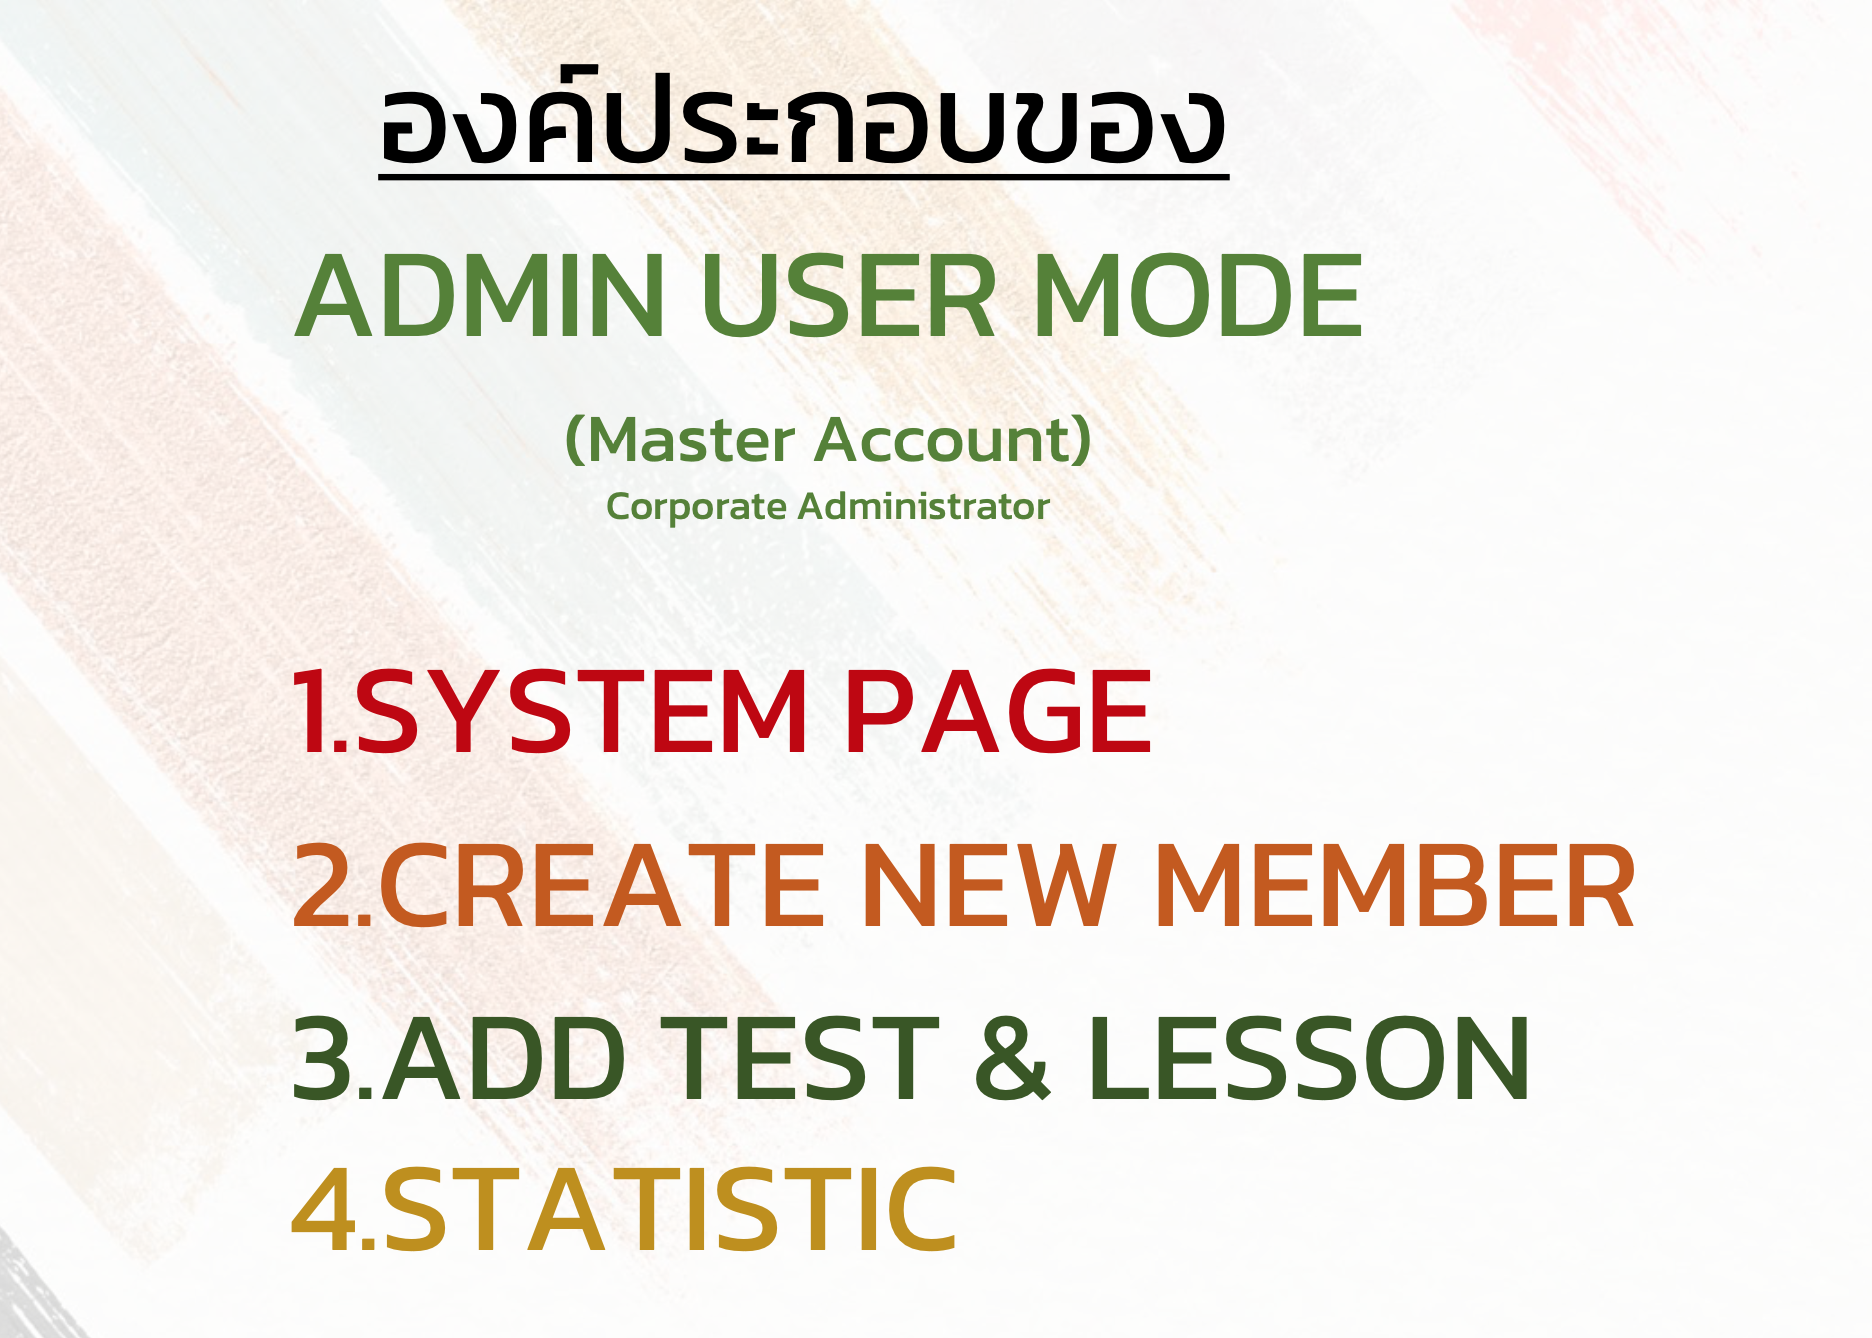 องค์ประกอบของ
ADMIN USER MODE
(Master Account)
Corporate Administrator
1.SYSTEM PAGE
2.CREATE NEW MEMBER
3.ADD TEST & LESSON
4.STATISTIC